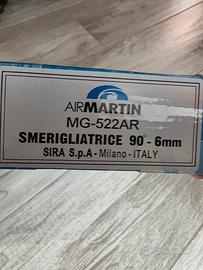 AIRMARTIN
MG-522AR
SMERIGLIATRICE 90°-6mm
SIRA S.p.A - Milano - ITALY